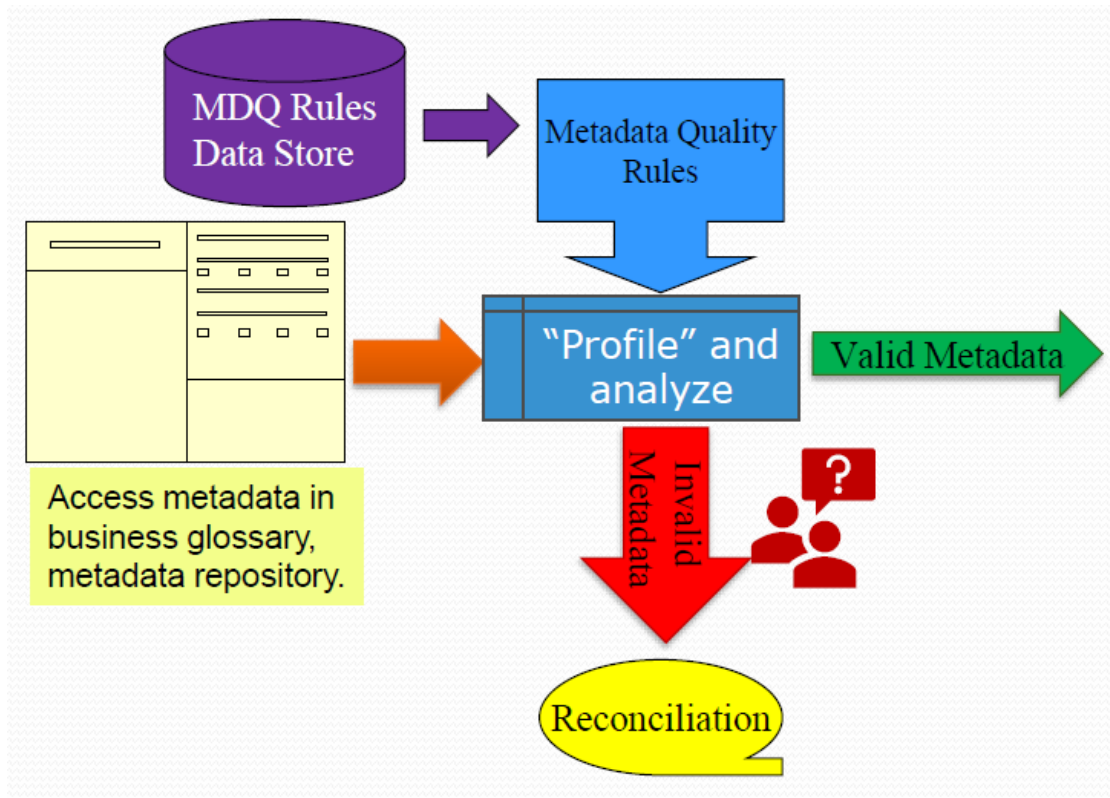 MDQ Rules
Data Store
Metadada Quality
Rules
“Profile” and
analyze
Valid Metadata
Invalid
Metadata
?
Access metadata in
business glossary,
metadata repository.
Reconciliation